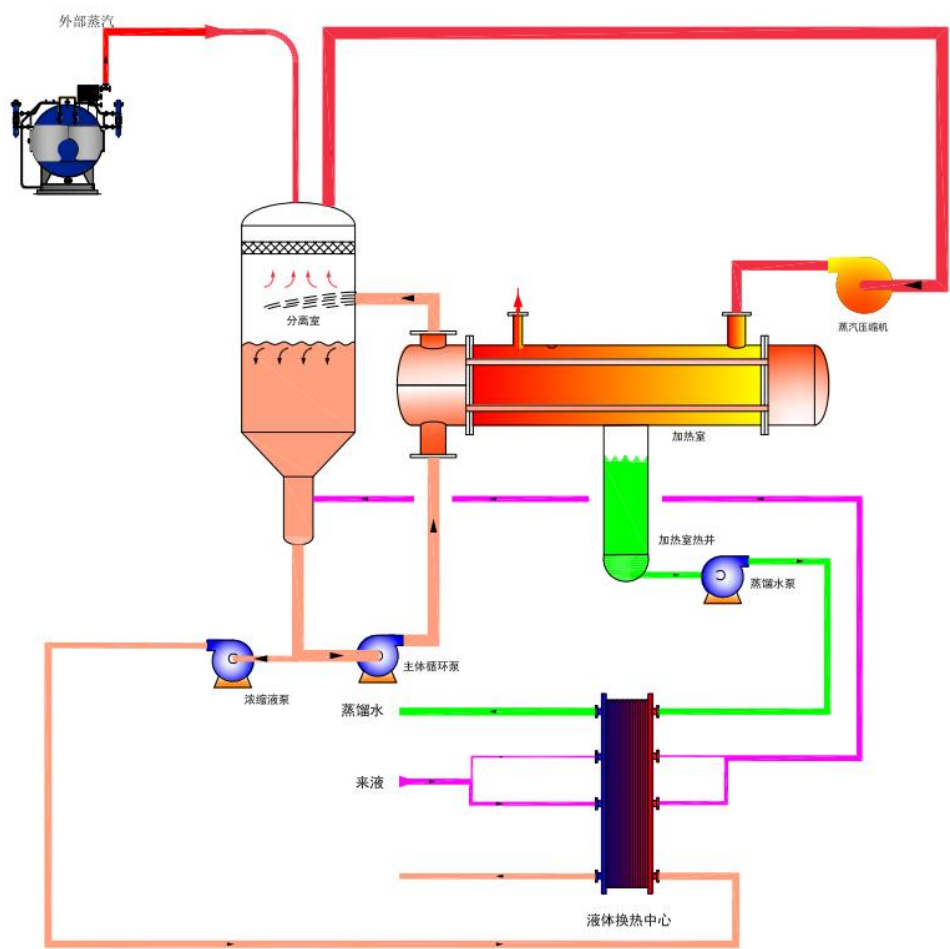 外部蒸汽
分离室
蒸汽压缩机
加热室
加热室热井
蒸馏水泵
主体循环泵
浓缩液泵
蒸馏水
来液
液体换热中心